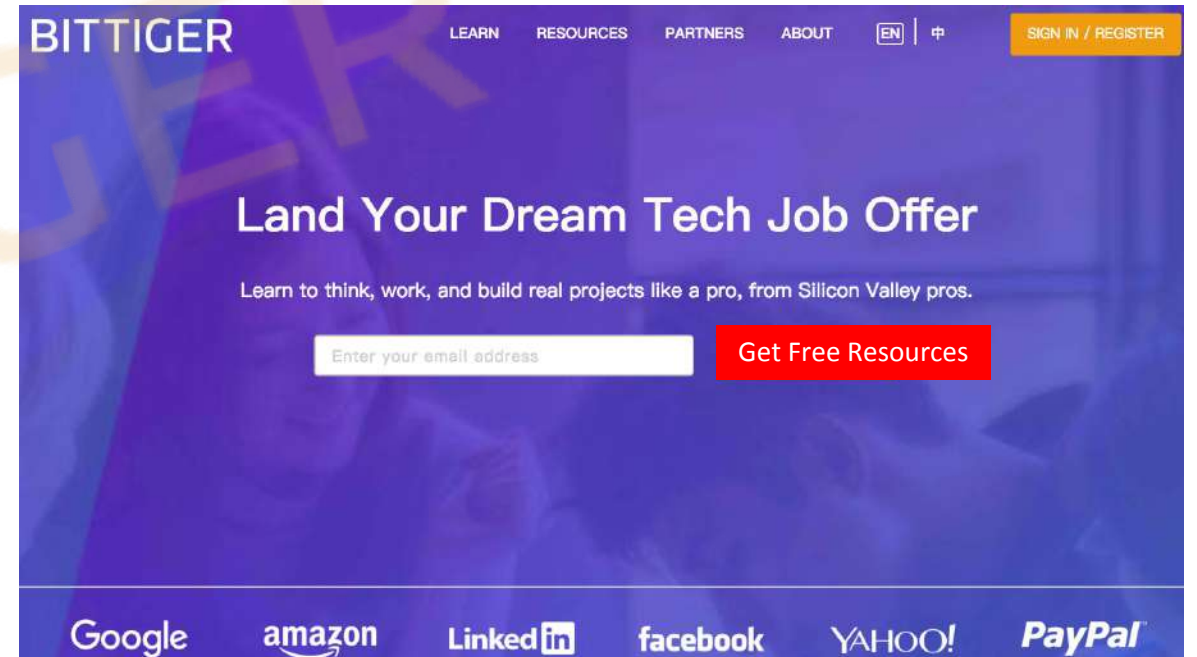 BITTIGER
LEARN RESOURCES PARTNERS ABOUT EN | 中 SIGN IN / REGISTER
Land Your Dream Tech Job Offer
Learn to think, work, and build real projects like a pro, from Silicon Valley pros.
Enter your email address Get Free Resources
Google amazon Linked in facebook YAHOO! PayPal